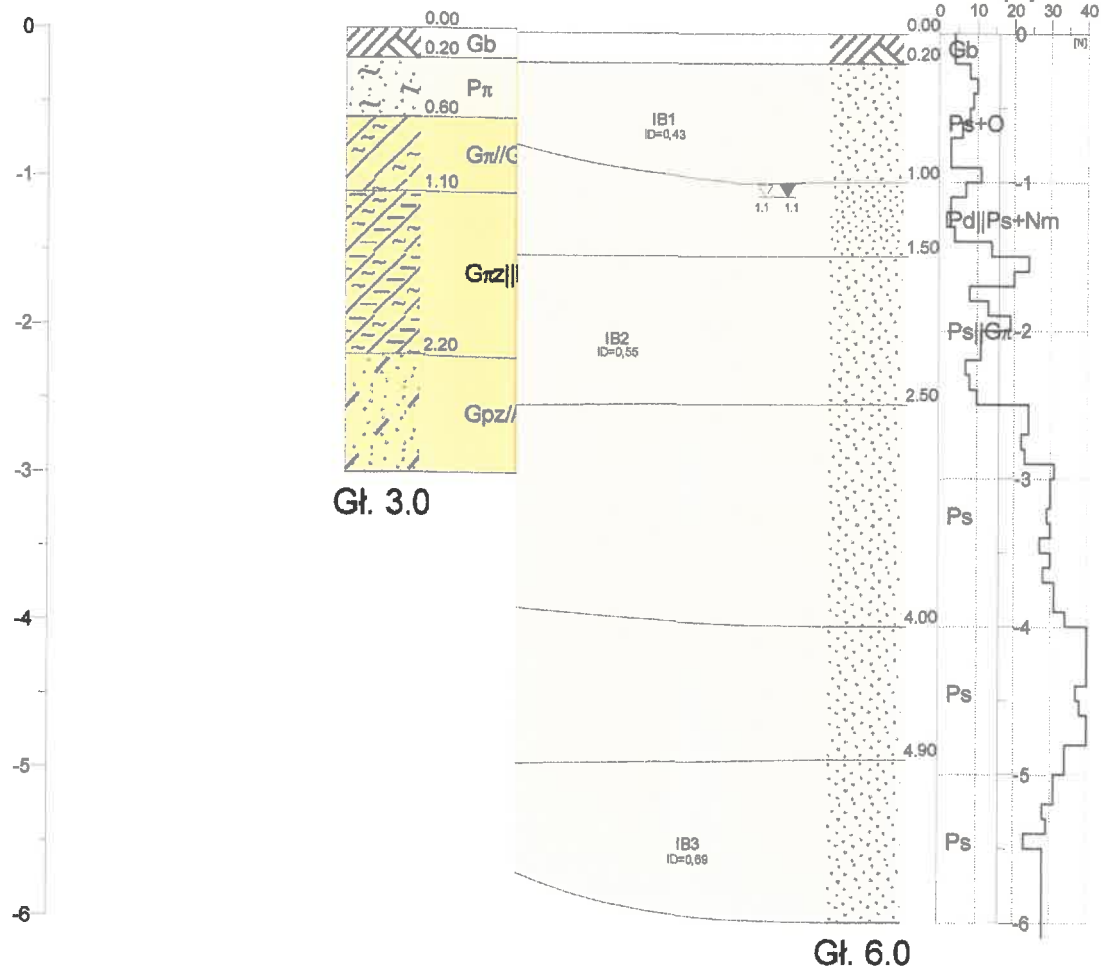 0
-1
-2
-3
-4
-5
-6
0.00
0.20 Gb
Pπ
0.60
Gπ//G
1.10
Gπz||
2.20
Gpz//
Gł. 3.0
IB1
ID=0,43
1.1 1.1
IB2
ID=0,55
IB3
ID=0,69
0.00
0.20
1.00
1.50
2.50
4.00
4.90
Gł. 6.0
0 10 20 30 40
[N]
0
Gb
Ps+O
-1
Pd||Ps+Nm
Ps||Gπ -2
-3
Ps
-4
Ps
-5
Ps
-6